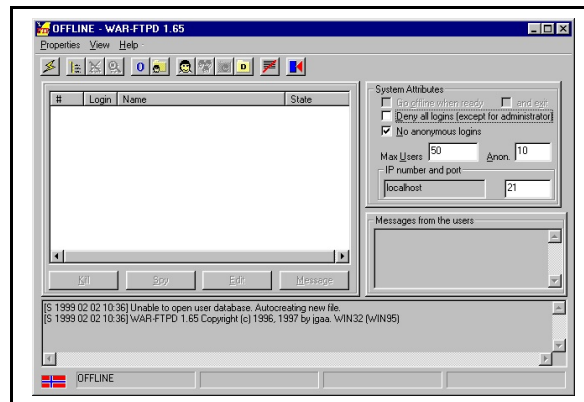 OFFLINE - WAR-FTPD 1.65
Properties View Help
# Login Name State
Kill Spy Edit Message
System Attributes
Go offline when ready and exit
Deny all logins (except for administrator)
No anonymous logins
Max Users 50 Anon. 10
IP number and port
localhost 21
Messages from the users
[S 1999 02 02 10:36] Unable to open user database. Autocreating new file.
[S 1999 02 02 10:36] WAR-FTPD 1.65 Copyright (c) 1996, 1997 by jgaa. WIN32 (WIN95)
OFFLINE